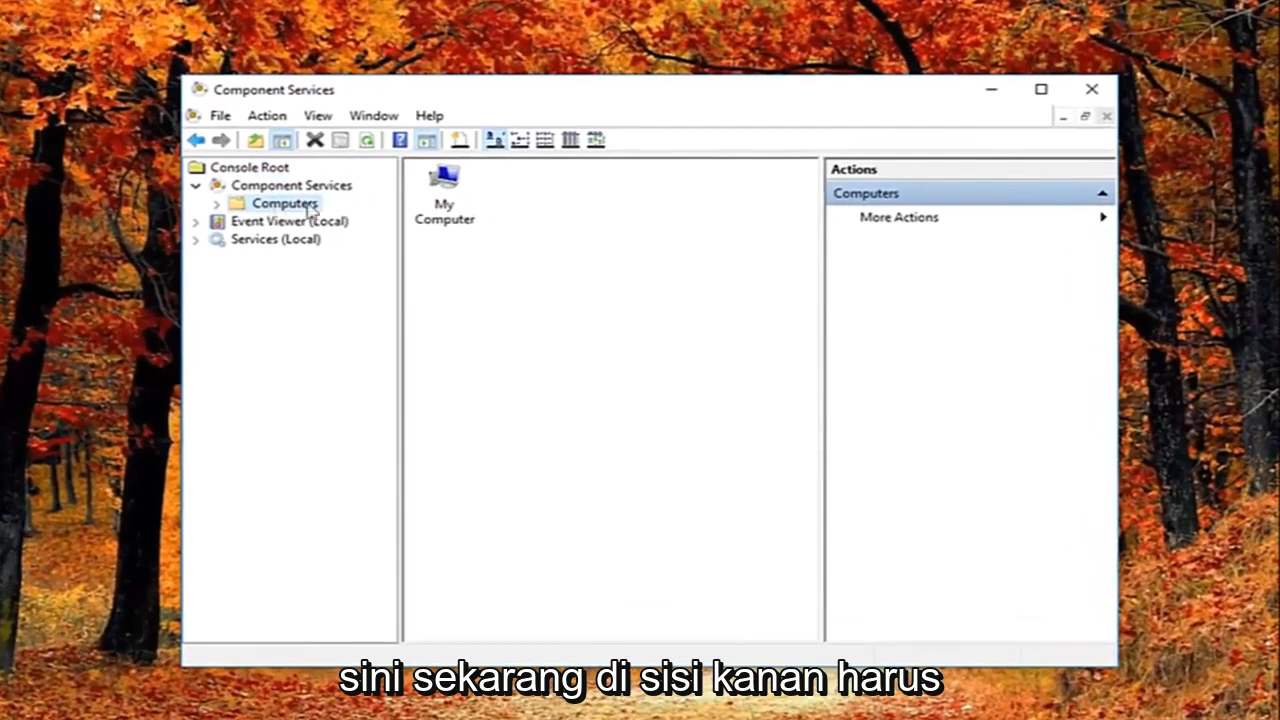 Component Services
File Action View Window Help
Console Root
Component Services
Computers
Event Viewer (Local)
Services (Local)
My
Computer
Actions
Computers
More Actions
sini sekarang di sisi kanan harus